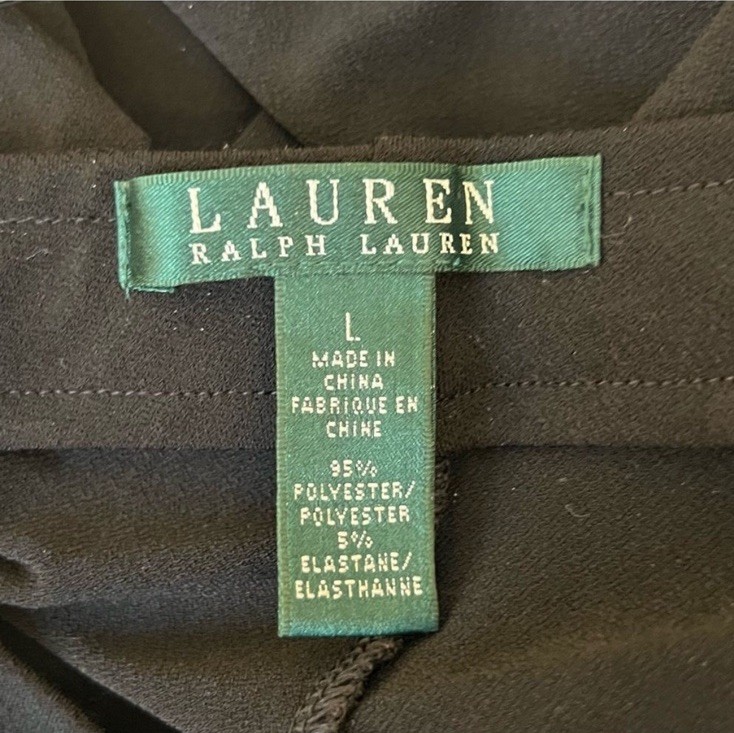 LAUREN
RALPH LAUREN
L
MADE IN
CHINA
FABRIQUE EN
CHINE
95%
POLYESTER/
POLYESTER
5%
ELASTANE/
ELASTHANNE